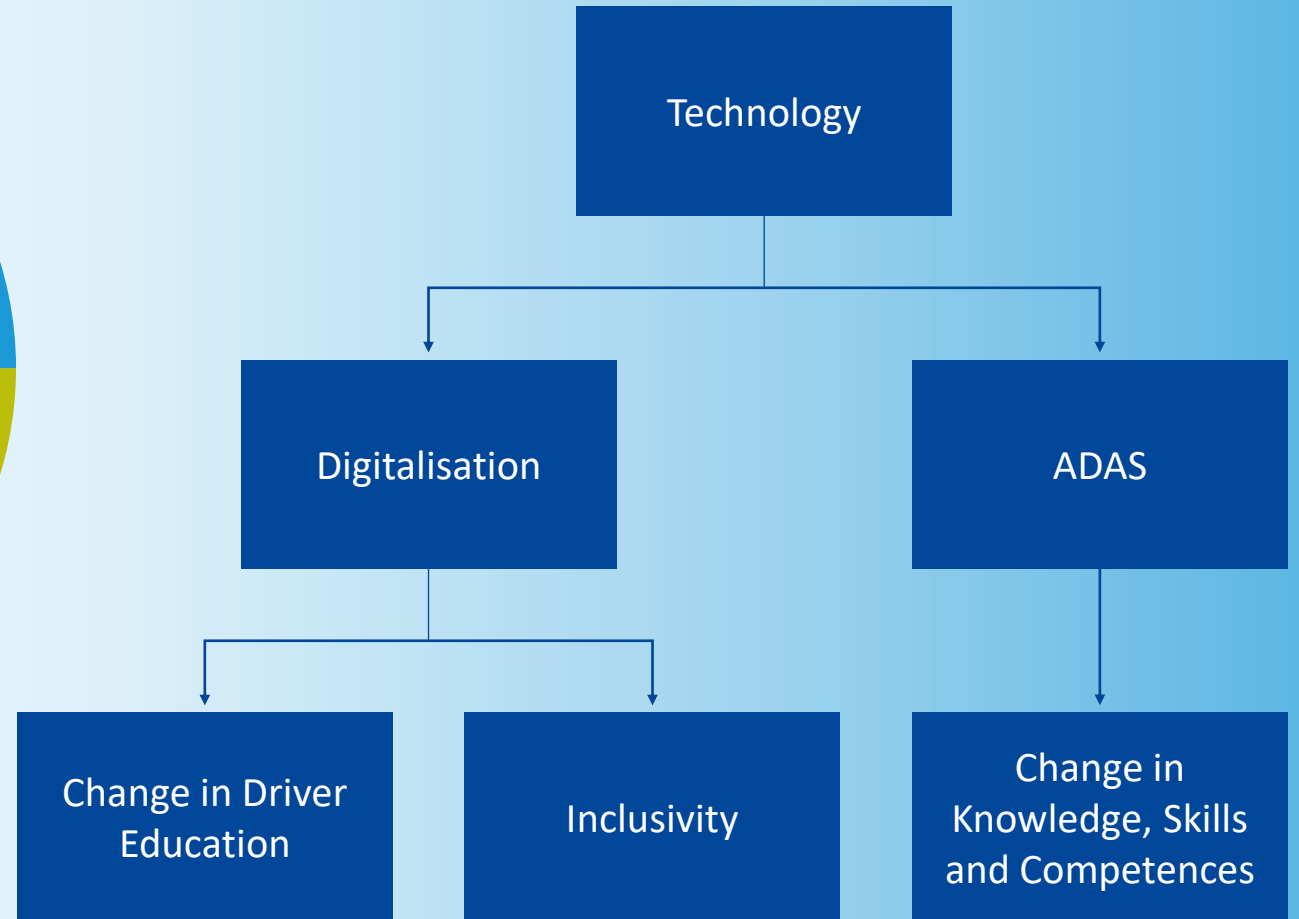 Technology
Digitalisation
ADAS
Change in Driver
Education
Inclusivity
Change in
Knowledge, Skills
and Competences